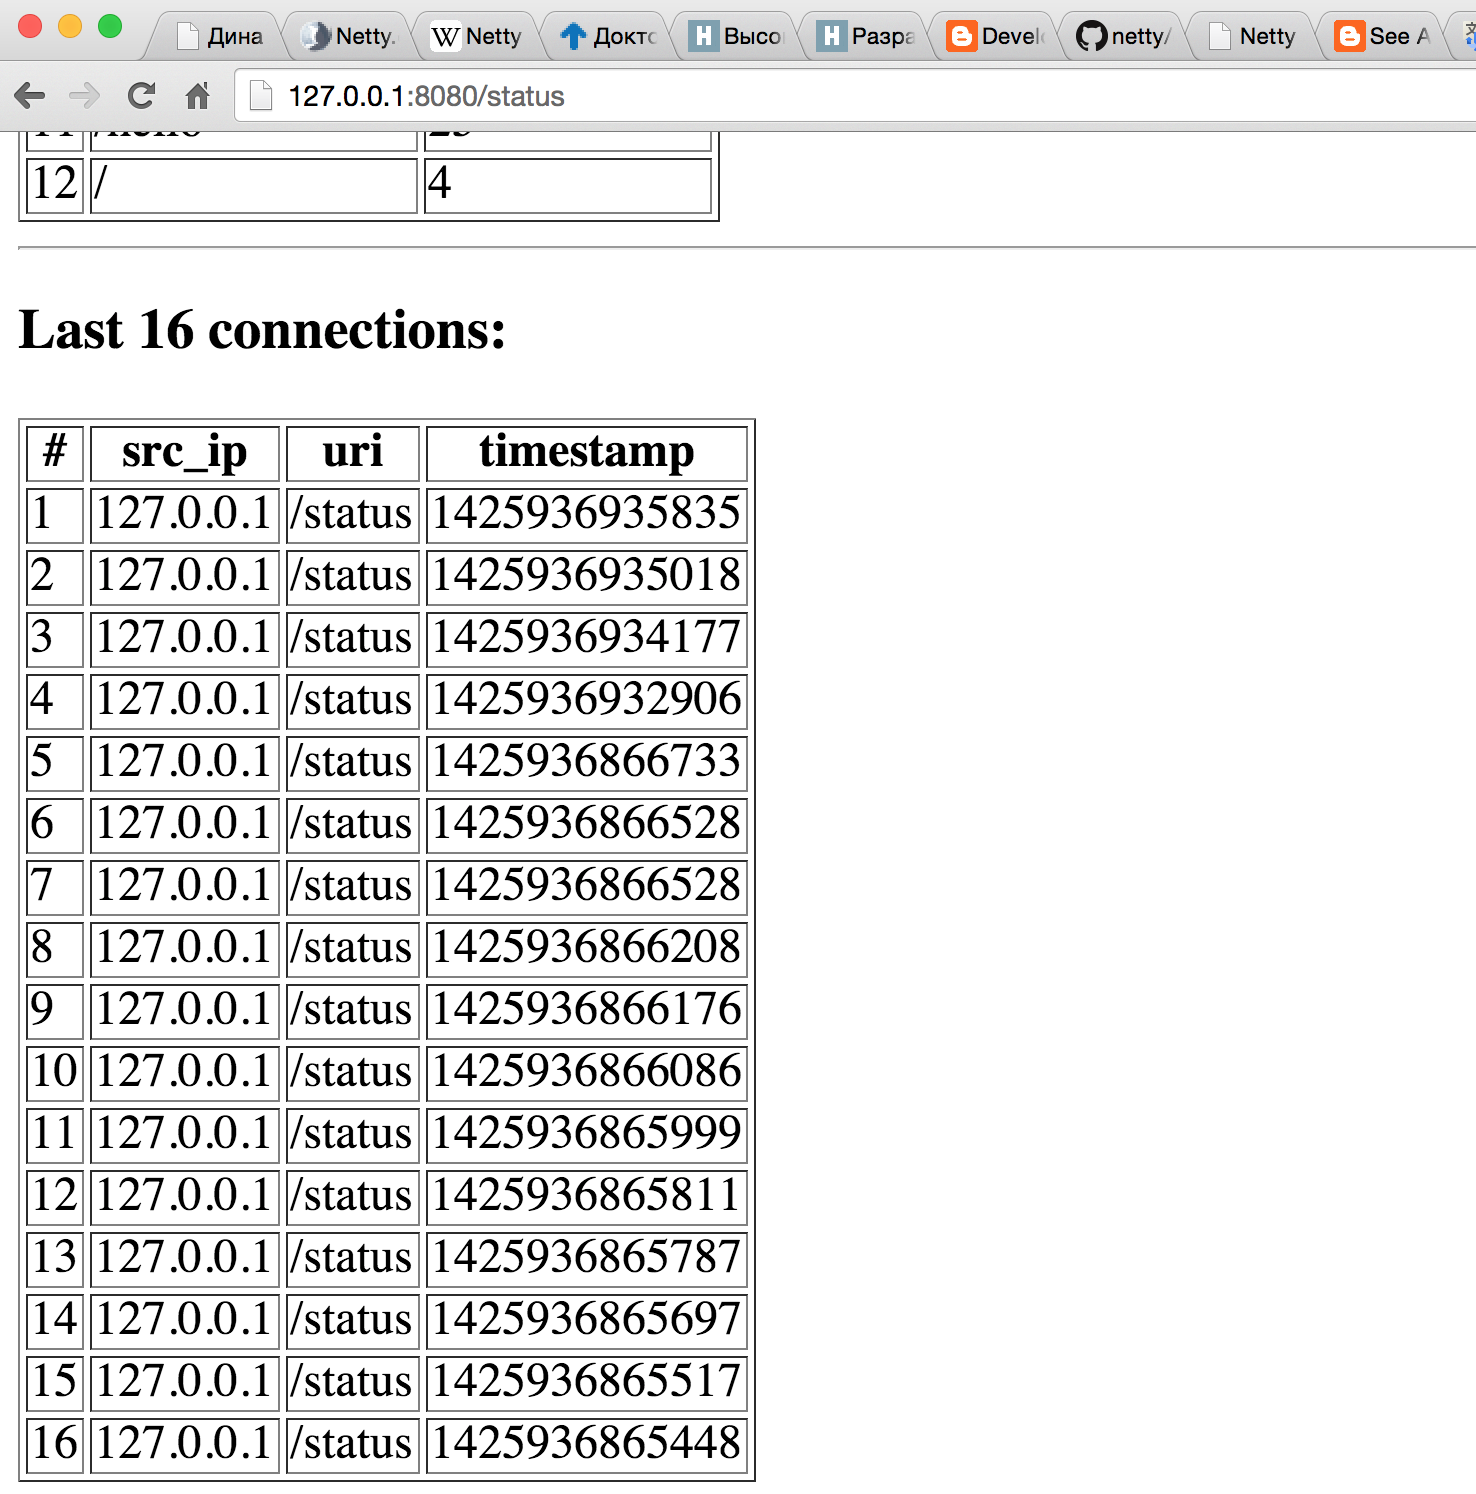 Дина Netty. W Netty Докто H Высо H Разра Devel netty/ Netty See A
127.0.0.1:8080/status
12 / 4
Last 16 connections:
# src_ip uri timestamp
1 127.0.0.1 /status 1425936935835
2 127.0.0.1 /status 1425936935018
3 127.0.0.1 /status 1425936934177
4 127.0.0.1 /status 1425936932906
5 127.0.0.1 /status 1425936866733
6 127.0.0.1 /status 1425936866528
7 127.0.0.1 /status 1425936866528
8 127.0.0.1 /status 1425936866208
9 127.0.0.1 /status 1425936866176
10 127.0.0.1 /status 1425936866086
11 127.0.0.1 /status 1425936865999
12 127.0.0.1 /status 1425936865811
13 127.0.0.1 /status 1425936865787
14 127.0.0.1 /status 1425936865697
15 127.0.0.1 /status 1425936865517
16 127.0.0.1 /status 1425936865448